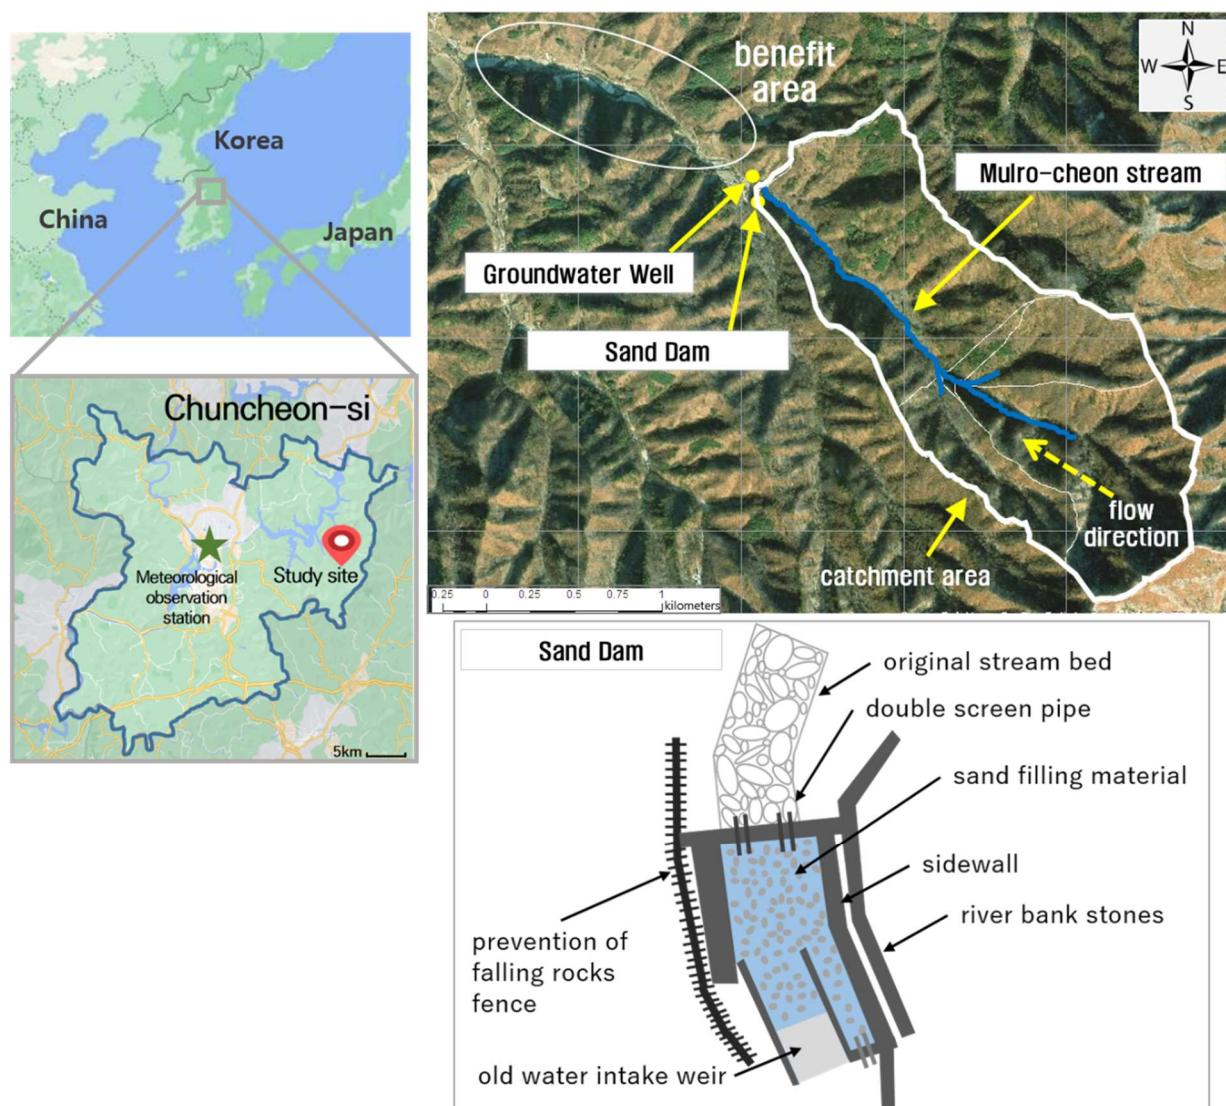 Korea
China
Japan
Chuncheon-si
Meteorological
observation
station
Study site
5km
benefit
area
N
W
E
S
Mulro-cheon stream
Groundwater Well
Sand Dam
flow
direction
catchment area
0.25 0 0.25 0.5 0.75 1
kilometers
Sand Dam
original stream bed
double screen pipe
sand filling material
sidewall
river bank stones
prevention of
falling rocks
fence
old water intake weir